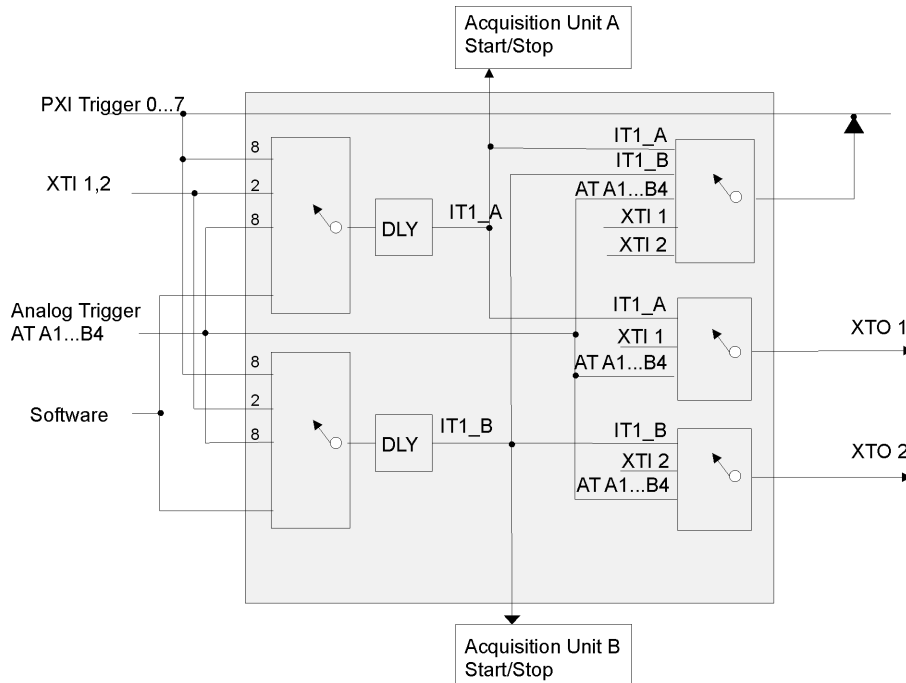 Acquisition Unit A
Start/Stop
PXI Trigger 0...7
IT1_A
8
IT1_B
XTI 1,2
2
AT A1...B4
IT1_A
8
DLY
XTI 1
XTI 2
Analog Trigger
AT A1...B4
IT1_A
XTO 1
XTI 1
8
AT A1...B4
Software
2
IT1_B
IT1_B
8
DLY
XTI 2
XTO 2
AT A1...B4
Acquisition Unit B
Start/Stop